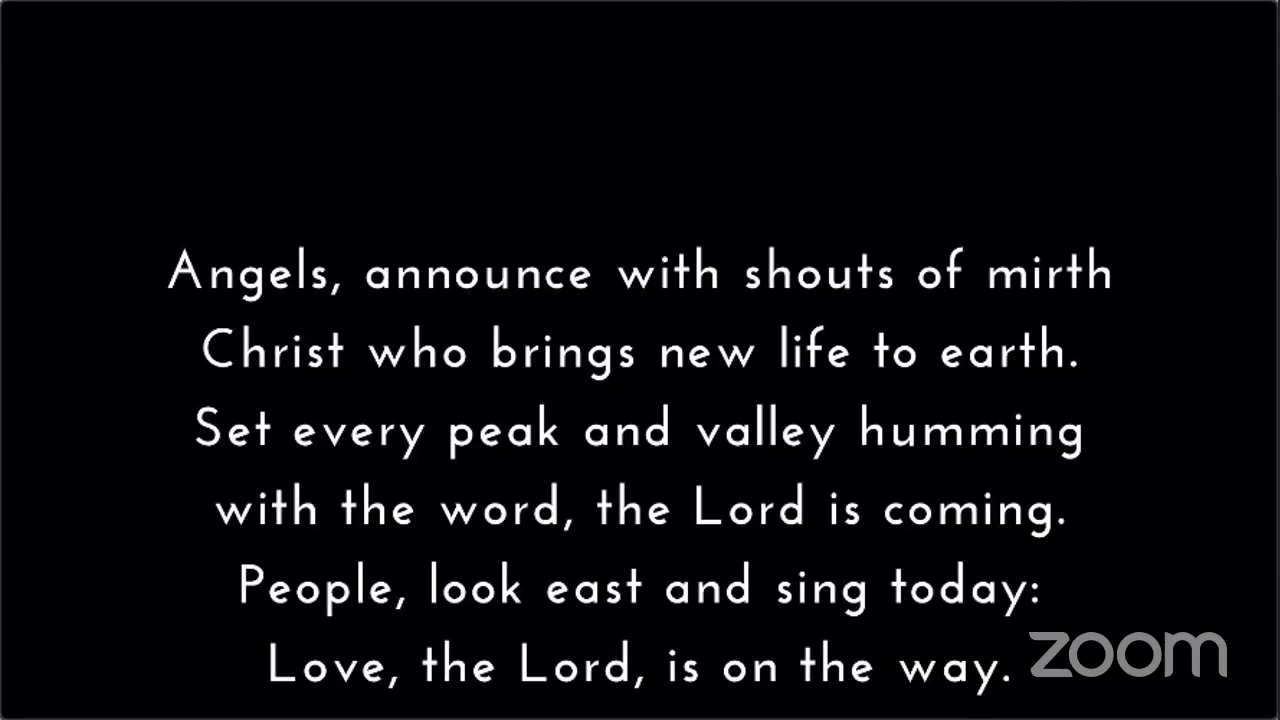 Angels, announce with shouts of mirth
Christ who brings new life to earth.
Set every peak and valley humming
with the word, the Lord is coming.
People, look east and sing today:
Love, the Lord, is on the way.
zoom